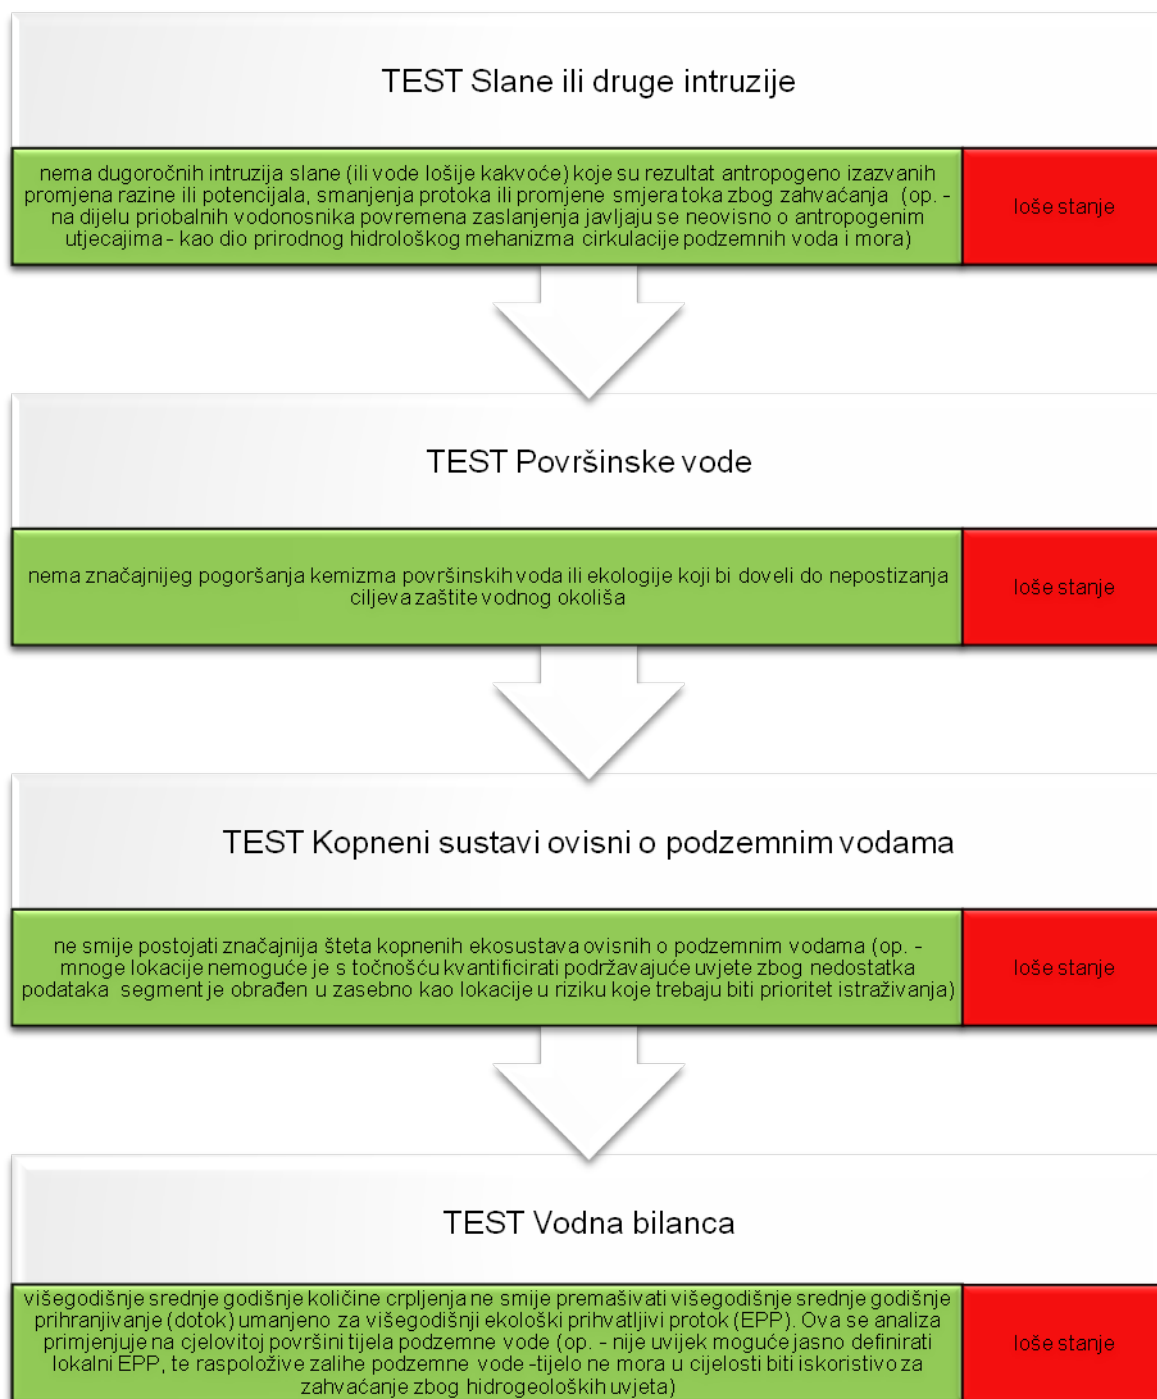 TEST Slane ili druge intruzije
nema dugoročnih intruzija slane (ili vode lošije kakvoće) koje su rezultat antropogeno izazvanih
promjena razine ili potencijala, smanjenja protoka ili promjene smjera toka zbog zahvaćanja (op. -
na dijelu priobalnih vodonosnika povremena zaslanjenja javljaju se neovisno o antropogenim
utjecajima - kao dio prirodnog hidrološkog mehanizma cirkulacije podzemnih voda i mora)
loše stanje
TEST Površinske vode
nema značajnijeg pogoršanja kemizma površinskih voda ili ekologije koji bi doveli do nepostizanja
ciljeva zaštite vodnog okoliša
loše stanje
TEST Kopneni sustavi ovisni o podzemnim vodama
ne smije postojati značajnija šteta kopnenih ekosustava ovisnih o podzemnim vodama (op. -
mnoge lokacije nemoguće je s točnošću kvantificirati podržavajuće uvjete zbog nedostatka
podataka segment je obrađen u zasebno kao lokacije u riziku koje trebaju biti prioritet istraživanja)
loše stanje
TEST Vodna bilanca
višegodišnje srednje godišnje količine crpljenja ne smije premašivati višegodišnje srednje godišnje
prihranjivanje (dotok) umanjeno za višegodišnji ekološki prihvatljivi protok (EPP). Ova se analiza
primjenjuje na cjelovitoj površini tijela podzemne vode (op. - nije uvijek moguće jasno definirati
lokalni EPP, te raspoložive zalihe podzemne vode -tijelo ne mora u cijelosti biti iskoristivo za
zahvaćanje zbog hidrogeoloških uvjeta)
loše stanje